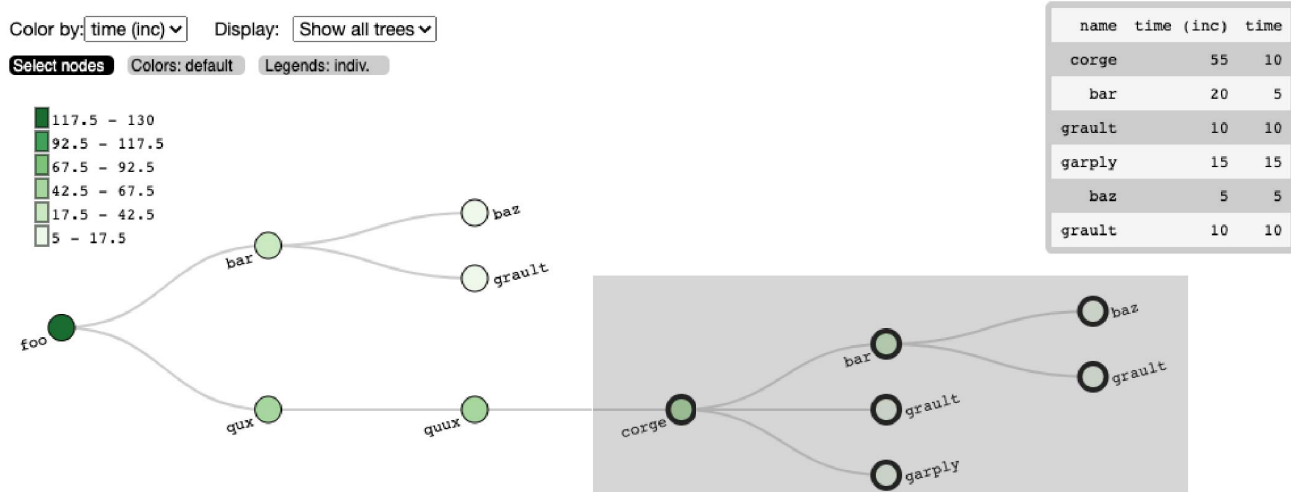 Color by: time (inc) Display: Show all trees
Select nodes Colors: default Legends: indiv.
117.5 - 130
92.5 - 117.5
67.5 - 92.5
42.5 - 67.5
17.5 - 42.5
5 - 17.5
foo
bar
baz
grault
qux
quux
corge
bar
baz
grault
grault
garply
name time (inc) time
corge 55 10
bar 20 5
grault 10 10
garply 15 15
baz 5 5
grault 10 10